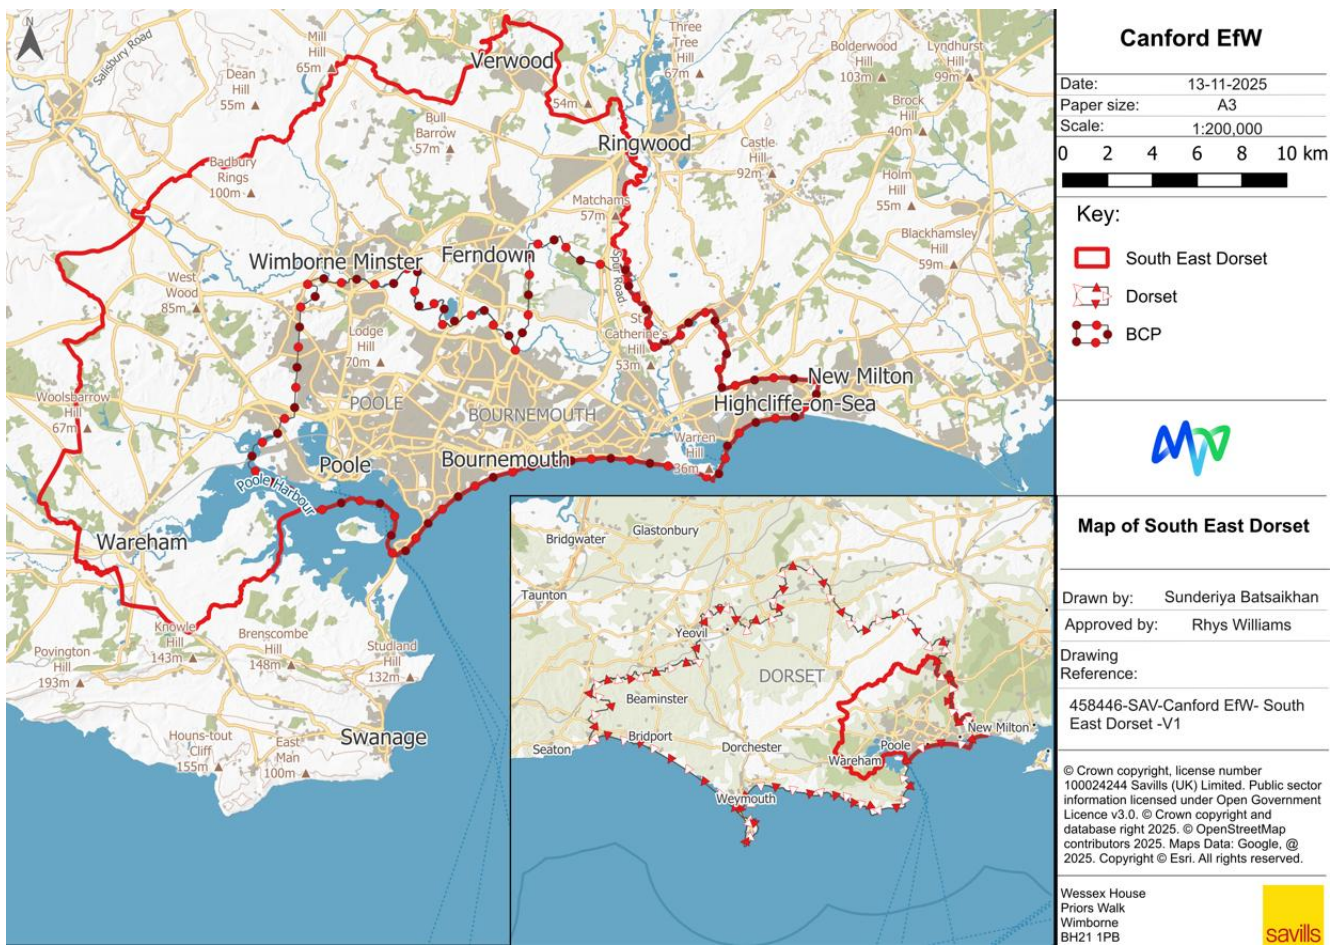 N
Salisbury Road
Mill
Hill
65m
Verwood
Three
Tree
Hill
67m
Bolderwood
Hill
103m
Lyndhurst
Hill
99m
Dean
Hill
55m
54m
Brock
Hill
40m
Bull
Barrow
57m
Ringwood
Castle
Hill
92m
Badbury
Rings
100m
Holm
Hill
55m
Matchams
57m
Blackhamsley
Hill
59m
Wimborne Minster
Ferndown
Spur Road
West
Wood
85m
Lodge
Hill
70m
St
Catherine's
Hill
53m
New Milton
Highcliffe-on-Sea
Woolsbarrow
Hill
67m
POOLE
BOURNEMOUTH
Warren
Hill
36m
Poole
Bournemouth
Poole Harbour
Wareham
Knowle
Hill
143m
Brenscombe
Hill
148m
Studland
Hill
132m
Povington
Hill
193m
Swanage
Houns-tout
Cliff
155m
East
Man
100m
Glastonbury
Bridgwater
Taunton
Yeovil
DORSET
Beaminster
New Milton
Seaton
Bridport
Dorchester
Poole
Wareham
Weymouth
Canford EfW
Date: 13-11-2025
Paper size: A3
Scale: 1:200,000
0 2 4 6 8 10 km
Key:
South East Dorset
Dorset
BCP
Map of South East Dorset
Drawn by: Sunderiya Batsaikhan
Approved by: Rhys Williams
Drawing
Reference:
458446-SAV-Canford EfW- South
East Dorset -V1
© Crown copyright, license number
100024244 Savills (UK) Limited. Public sector
information licensed under Open Government
Licence v3.0. © Crown copyright and
database right 2025. © OpenStreetMap
contributors 2025. Maps Data: Google, @
2025. Copyright © Esri. All rights reserved.
Wessex House
Priors Walk
Wimborne
BH21 1PB
savills